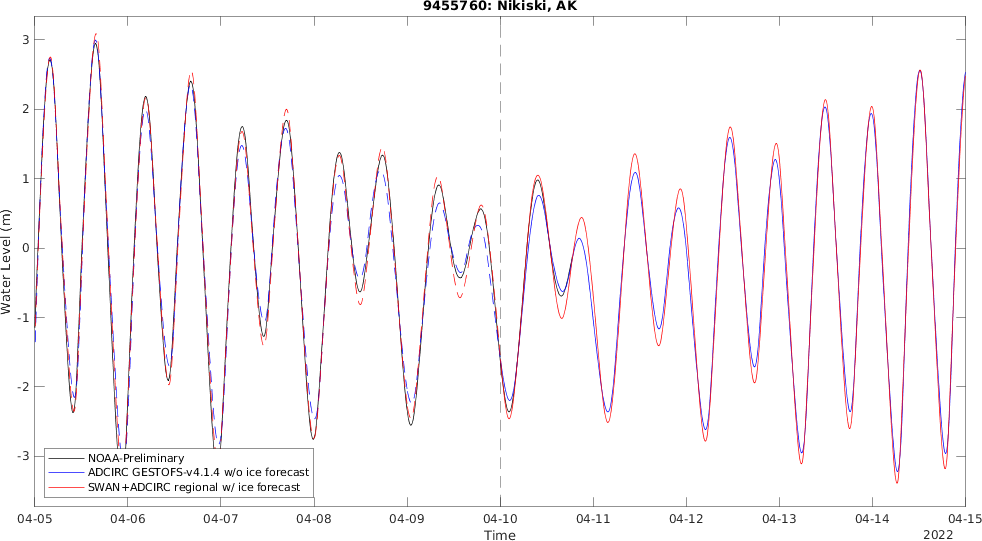 9455760: Nikiski, AK
Water Level (m)
3
2
1
0
-1
-2
-3
NOAA-Preliminary
ADCIRC GESTOFS-v4.1.4 w/o ice forecast
SWAN+ADCIRC regional w/ ice forecast
04-05 04-06 04-07 04-08 04-09 04-10 04-11 04-12 04-13 04-14 04-15
Time
2022